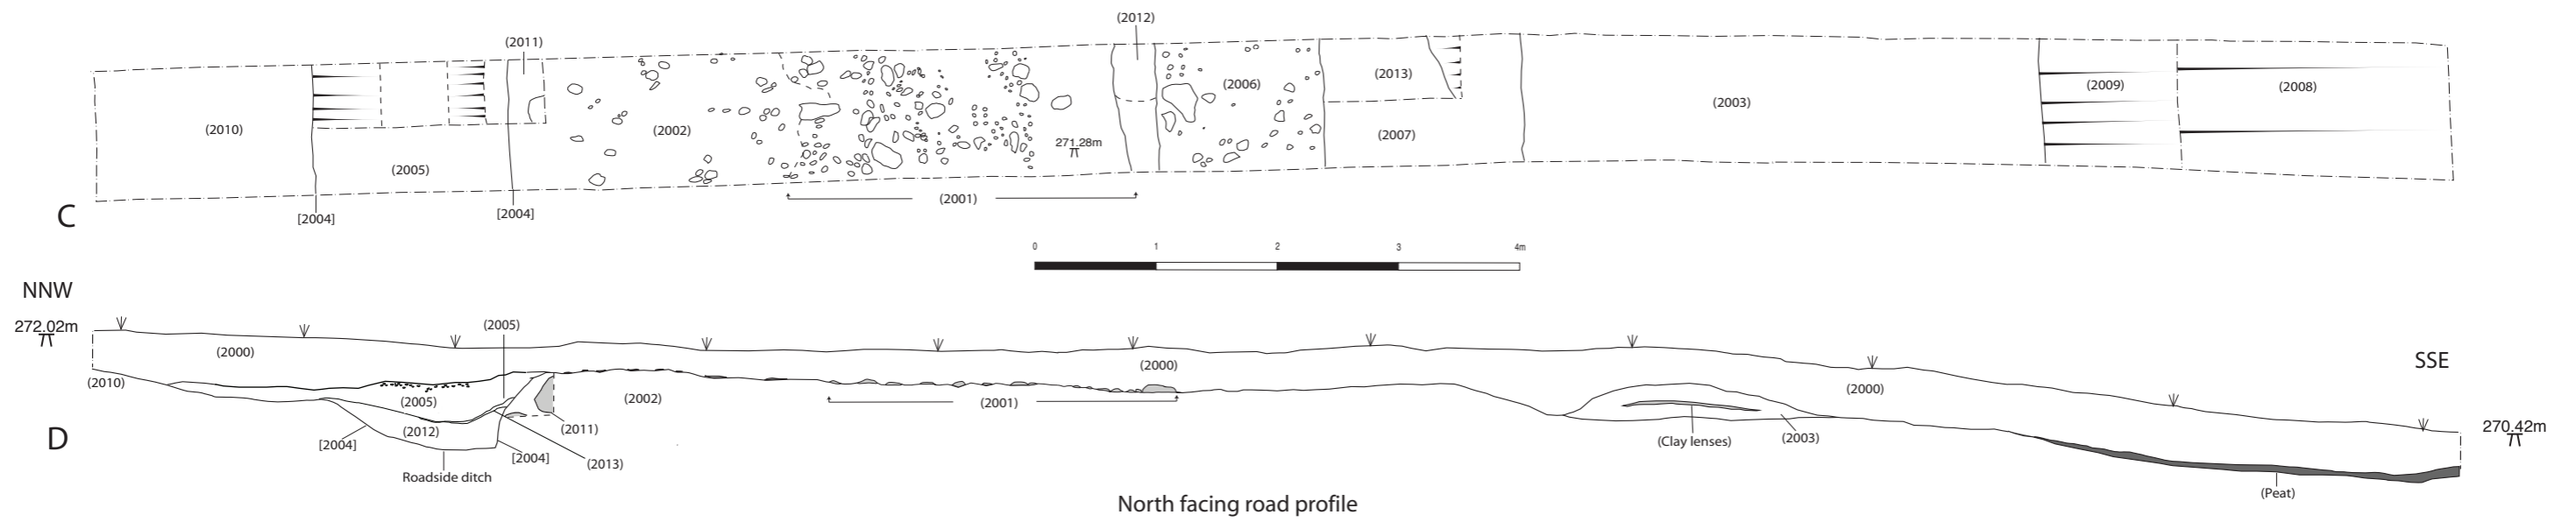 (2012)
(2011)
(2013)
(2006)
(2009)
(2008)
(2003)
(2010)
(2002)
(2007)
271.28m
(2005)
(2001)
C
[2004]
[2004]
0 1 2 3 4m
NNW
272.02m
(2005)
(2000)
(2000)
SSE
(2010)
(2000)
(2005)
(2002)
(2001)
270.42m
D
(2012)
(2011)
[2004]
(Clay lenses)
(2003)
[2004]
(2013)
Roadside ditch
(Peat)
North facing road profile